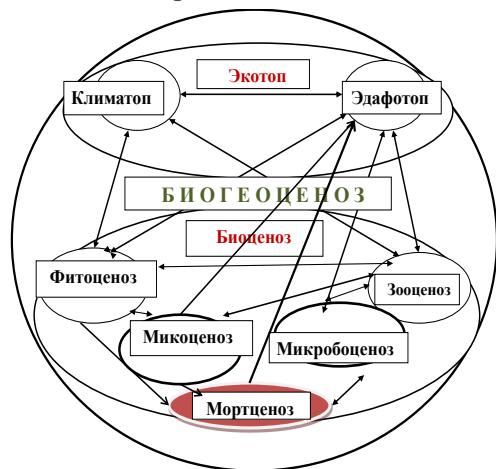 Экотоп
Климатоп
Эдафотоп
БИОГЕОЦЕНОЗ
Биоценоз
Фитоценоз
Зооценоз
Микоценоз
Микробоценоз
Мортценоз